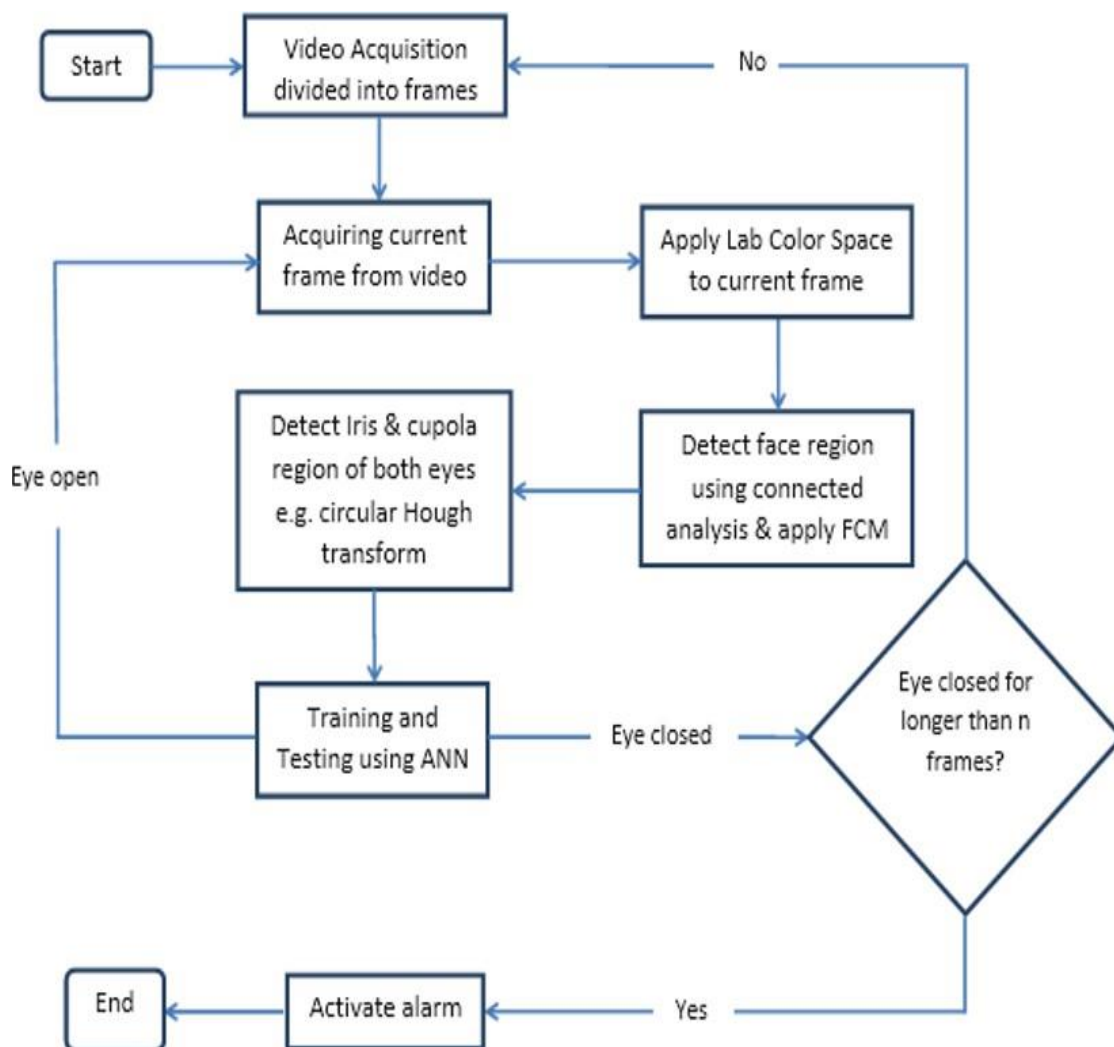 Start
Video Acquisition
divided into frames
No
Acquiring current
frame from video
Apply Lab Color Space
to current frame
Detect face region
using connected
analysis & apply FCM
Detect Iris & cupola
region of both eyes
e.g. circular Hough
transform
Eye open
Training and
Testing using ANN
Eye closed
Eye closed for
longer than n
frames?
Yes
Activate alarm
End